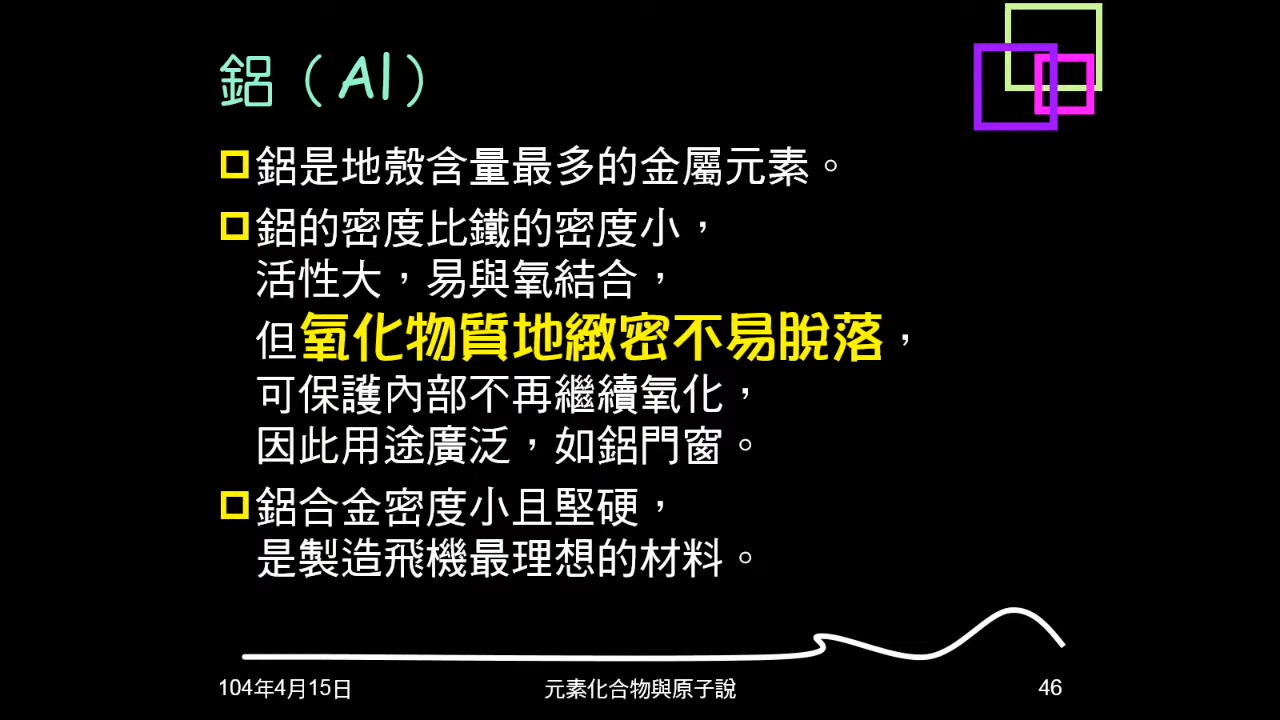 鋁（Al）
鋁是地殼含量最多的金屬元素。
鋁的密度比鐵的密度小，
活性大，易與氧結合，
但氧化物質地緻密不易脫落，
可保護內部不再繼續氧化，
因此用途廣泛，如鋁門窗。
鋁合金密度小且堅硬，
是製造飛機最理想的材料。
104年4月15日
元素化合物與原子說
46